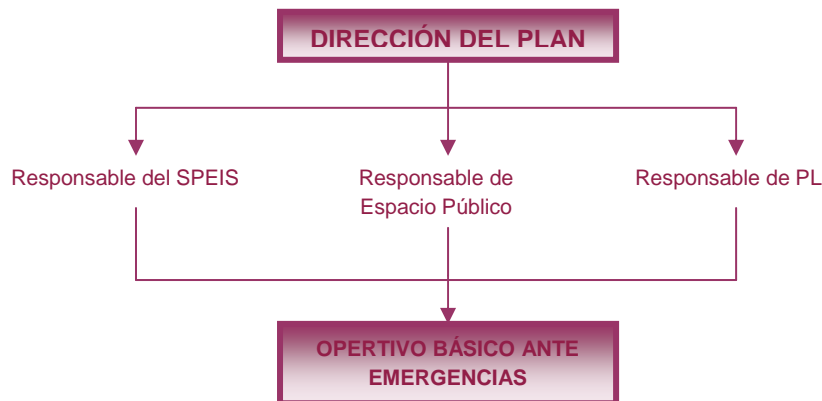 DIRECCIÓN DEL PLAN
Responsable del SPEIS
Responsable de
Espacio Público
Responsable de PL
OPERTIVO BÁSICO ANTE
EMERGENCIAS